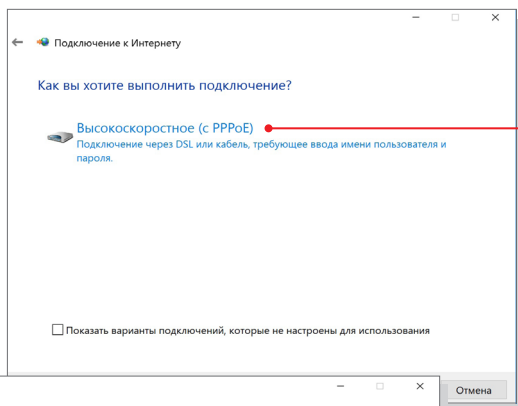 Подключение к Интернету
Как вы хотите выполнить подключение?
Высокоскоростное (с PPPoE)
Подключение через DSL или кабель, требующее ввода имени пользователя и
пароля.
Показать варианты подключений, которые не настроены для использования
Отмена